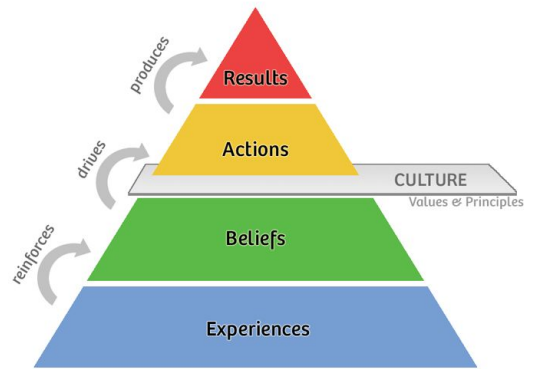 produces
Results
drives
Actions
CULTURE
Values & Principles
reinforces
Beliefs
Experiences